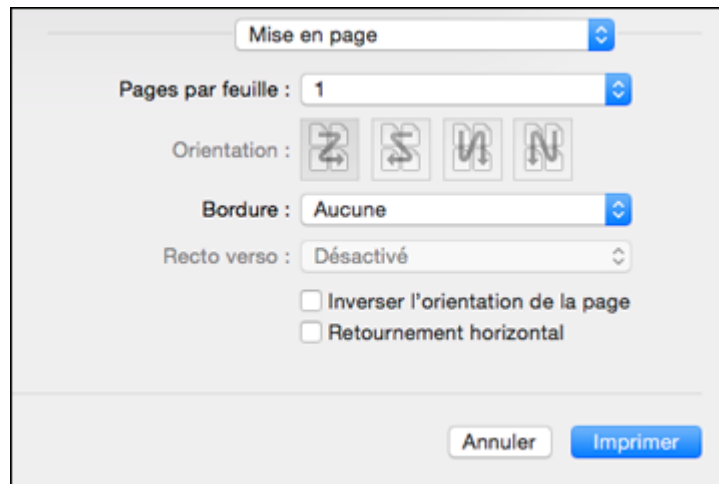 Mise en page
Pages par feuille : 1
Orientation :
Bordure : Aucune
Recto verso : Désactivé
Inverser l'orientation de la page
Retournement horizontal
Annuler Imprimer